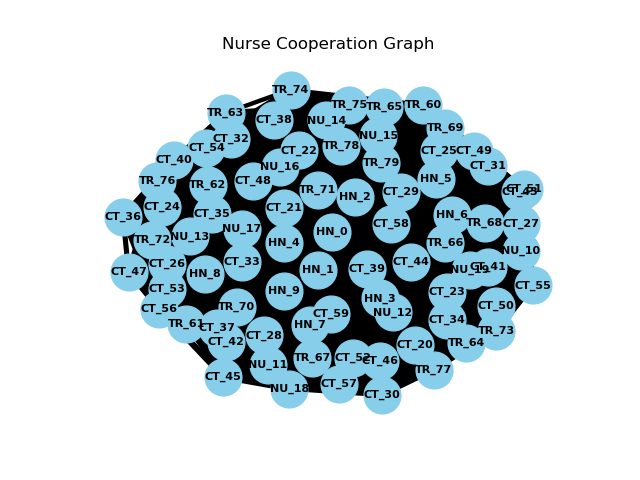 Nurse Cooperation Graph
TR_74
TR_75
TR_65
TR_60
TR_63
CT_38
NU_14
TR_69
NU_15
CT_32
CT_54
CT_22
TR_78
CT_25
CT_49
CT_40
NU_16
TR_79
CT_31
TR_76
TR_62
CT_48
TR_71
HN_2
CT_29
HN_5
CT_51
CT_43
CT_24
CT_35
CT_21
CT_36
HN_6
TR_68
CT_27
CT_58
TR_72
NU_13
NU_17
HN_4
HN_0
TR_66
NU_10
CT_47
CT_26
HN_8
CT_33
HN_1
CT_39
CT_44
NU_19
CT_41
CT_53
HN_9
CT_23
CT_55
CT_56
TR_70
HN_3
NU_12
CT_50
TR_61
CT_37
CT_59
HN_7
CT_34
TR_73
CT_42
CT_28
CT_20
TR_64
NU_11
TR_67
CT_52
CT_46
CT_45
TR_77
NU_18
CT_57
CT_30